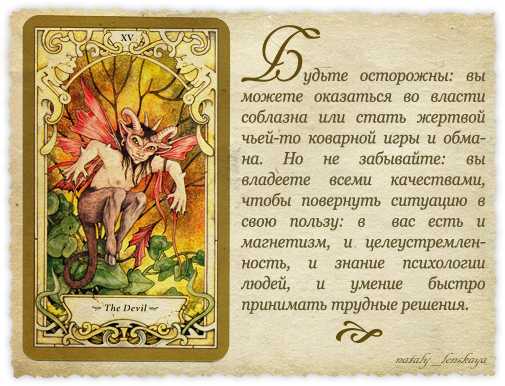 XV
The Devil
Будьте осторожны: вы
можете оказаться во власти
соблазна или стать жертвой
чьей-то коварной игры и обма-
на. Но не забывайте: вы
владеете всеми качествами,
чтобы повернуть ситуацию в
свою пользу: в вас есть и
магнетизм, и целеустремлен-
ность, и знание психологии
людей, и умение быстро
принимать трудные решения.
nataly_lenskaya